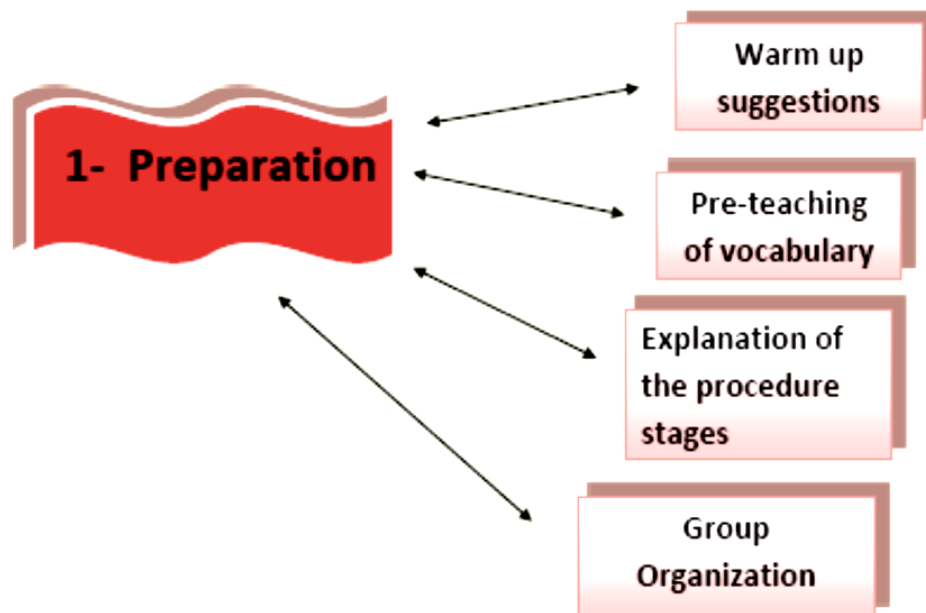 1- Preparation
Warm up
suggestions
Pre-teaching
of vocabulary
Explanation of
the procedure
stages
Group
Organization